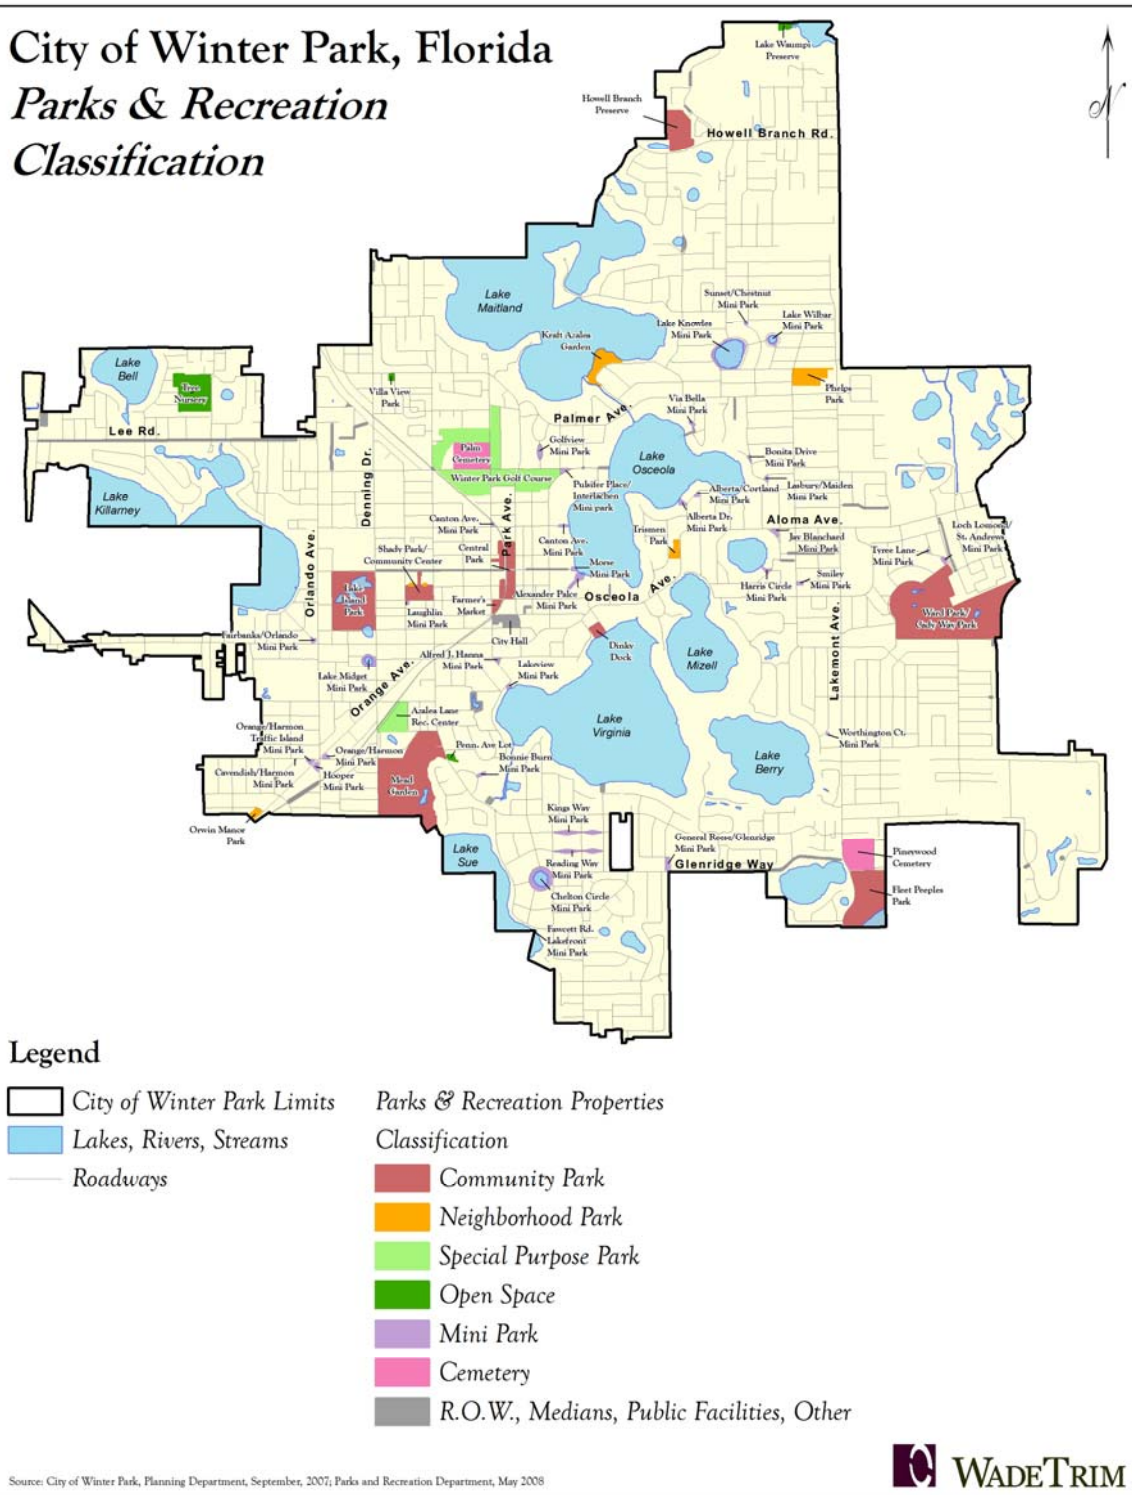 City of Winter Park, Florida
Parks & Recreation
Classification
Lake Waumpi
Preserve
N
Howell Branch
Preserve
Howell Branch Rd.
Lake
Maitland
Sunset/Chestnut
Mini Park
Lake Wilbar
Mini Park
Lake Knowles
Mini Park
Kraft Azalea
Garden
Lake
Bell
Tree
Nursery
Villa View
Park
Phelps
Park
Via Bella
Mini Park
Palmer Ave.
Lee Rd.
Golfview
Mini Park
Palm
Cemetery
Winter Park Golf Course
Lake
Osceola
Bonita Drive
Mini Park
Denning Dr.
Pulsifer Place/
Interlachen
Mini park
Alberta/Cortland
Mini Park
Lasbury/Maiden
Mini Park
Lake
Killarney
Park Ave.
Canton Ave.
Mini Park
Alberta Dr.
Mini Park
Aloma Ave.
Loch Lomond/
St. Andrews
Mini Park
Trismen
Park
Jay Blanchard
Mini Park
Canton Ave.
Mini Park
Tyree Lane
Mini Park
Orlando Ave.
Shady Park/
Community Center
Central
Park
Morse
Mini Park
Smiley
Mini Park
Harris Circle
Mini Park
Lake
Island
Park
Alexander Palce
Mini Park
Osceola Ave.
Farmer's
Market
Laughlin
Mini Park
Ward Park/
Cady Way Park
Fairbanks/Orlando
Mini Park
City Hall
Dinky
Dock
Lakemont Ave.
Alfred J. Hanna
Mini Park
Lakeview
Mini Park
Lake
Mizell
Lake Midget
Mini Park
Orange Ave.
Azalea Lane
Rec. Center
Lake
Virginia
Orange/Harmon
Traffic Island
Mini Park
Orange/Harmon
Mini Park
Penn. Ave Lot
Bonnie Burn
Mini Park
Worthington Ct.
Mini Park
Lake
Berry
Cavendish/Harmon
Mini Park
Hooper
Mini Park
Mead
Garden
Orwin Manor
Park
Kings Way
Mini Park
General Reese/Glenridge
Mini Park
Lake
Sue
Reading Way
Mini Park
Glenridge Way
Pineywood
Cemetery
Chelton Circle
Mini Park
Fleet Peeples
Park
Fawcett Rd.
Lakefront
Mini Park
Legend
City of Winter Park Limits
Lakes, Rivers, Streams
Roadways
Parks & Recreation Properties
Classification
Community Park
Neighborhood Park
Special Purpose Park
Open Space
Mini Park
Cemetery
R.O.W., Medians, Public Facilities, Other
Source: City of Winter Park, Planning Department, September, 2007; Parks and Recreation Department, May 2008
WADETRIM